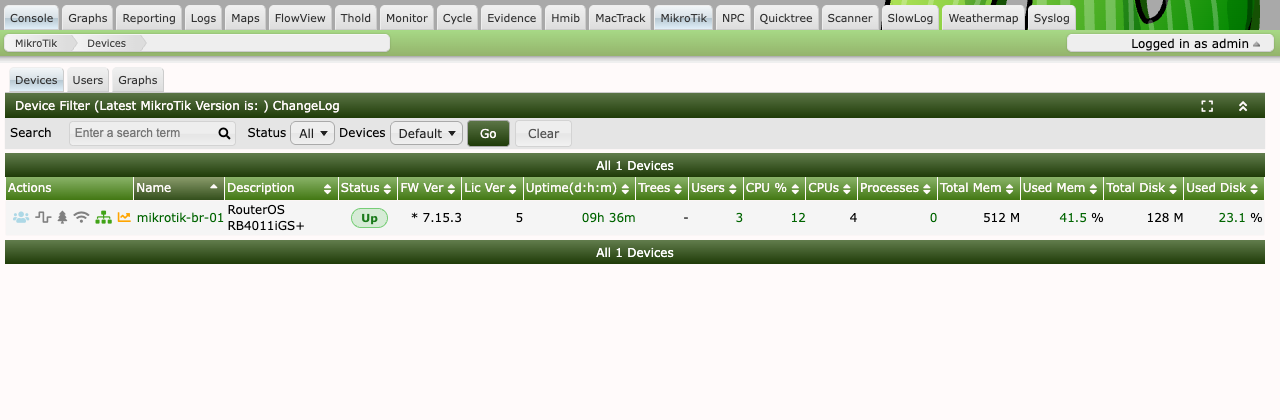 Console Graphs Reporting Logs Maps FlowView Thold Monitor Cycle Evidence Hmib MacTrack MikroTik NPC Quicktree Scanner SlowLog Weathermap Syslog
MikroTik Devices Logged in as admin
Devices Users Graphs
Device Filter (Latest MikroTik Version is: ) ChangeLog
Search Enter a search term Status All Devices Default Go Clear
All 1 Devices
Actions Name Description Status FW Ver Lic Ver Uptime(d:h:m) Trees Users CPU % CPUs Processes Total Mem Used Mem Total Disk Used Disk
mikrotik-br-01 RouterOS Up * 7.15.3 5 09h 36m - 3 12 4 0 512 M 41.5 % 128 M 23.1 %
RB4011iGS+
All 1 Devices